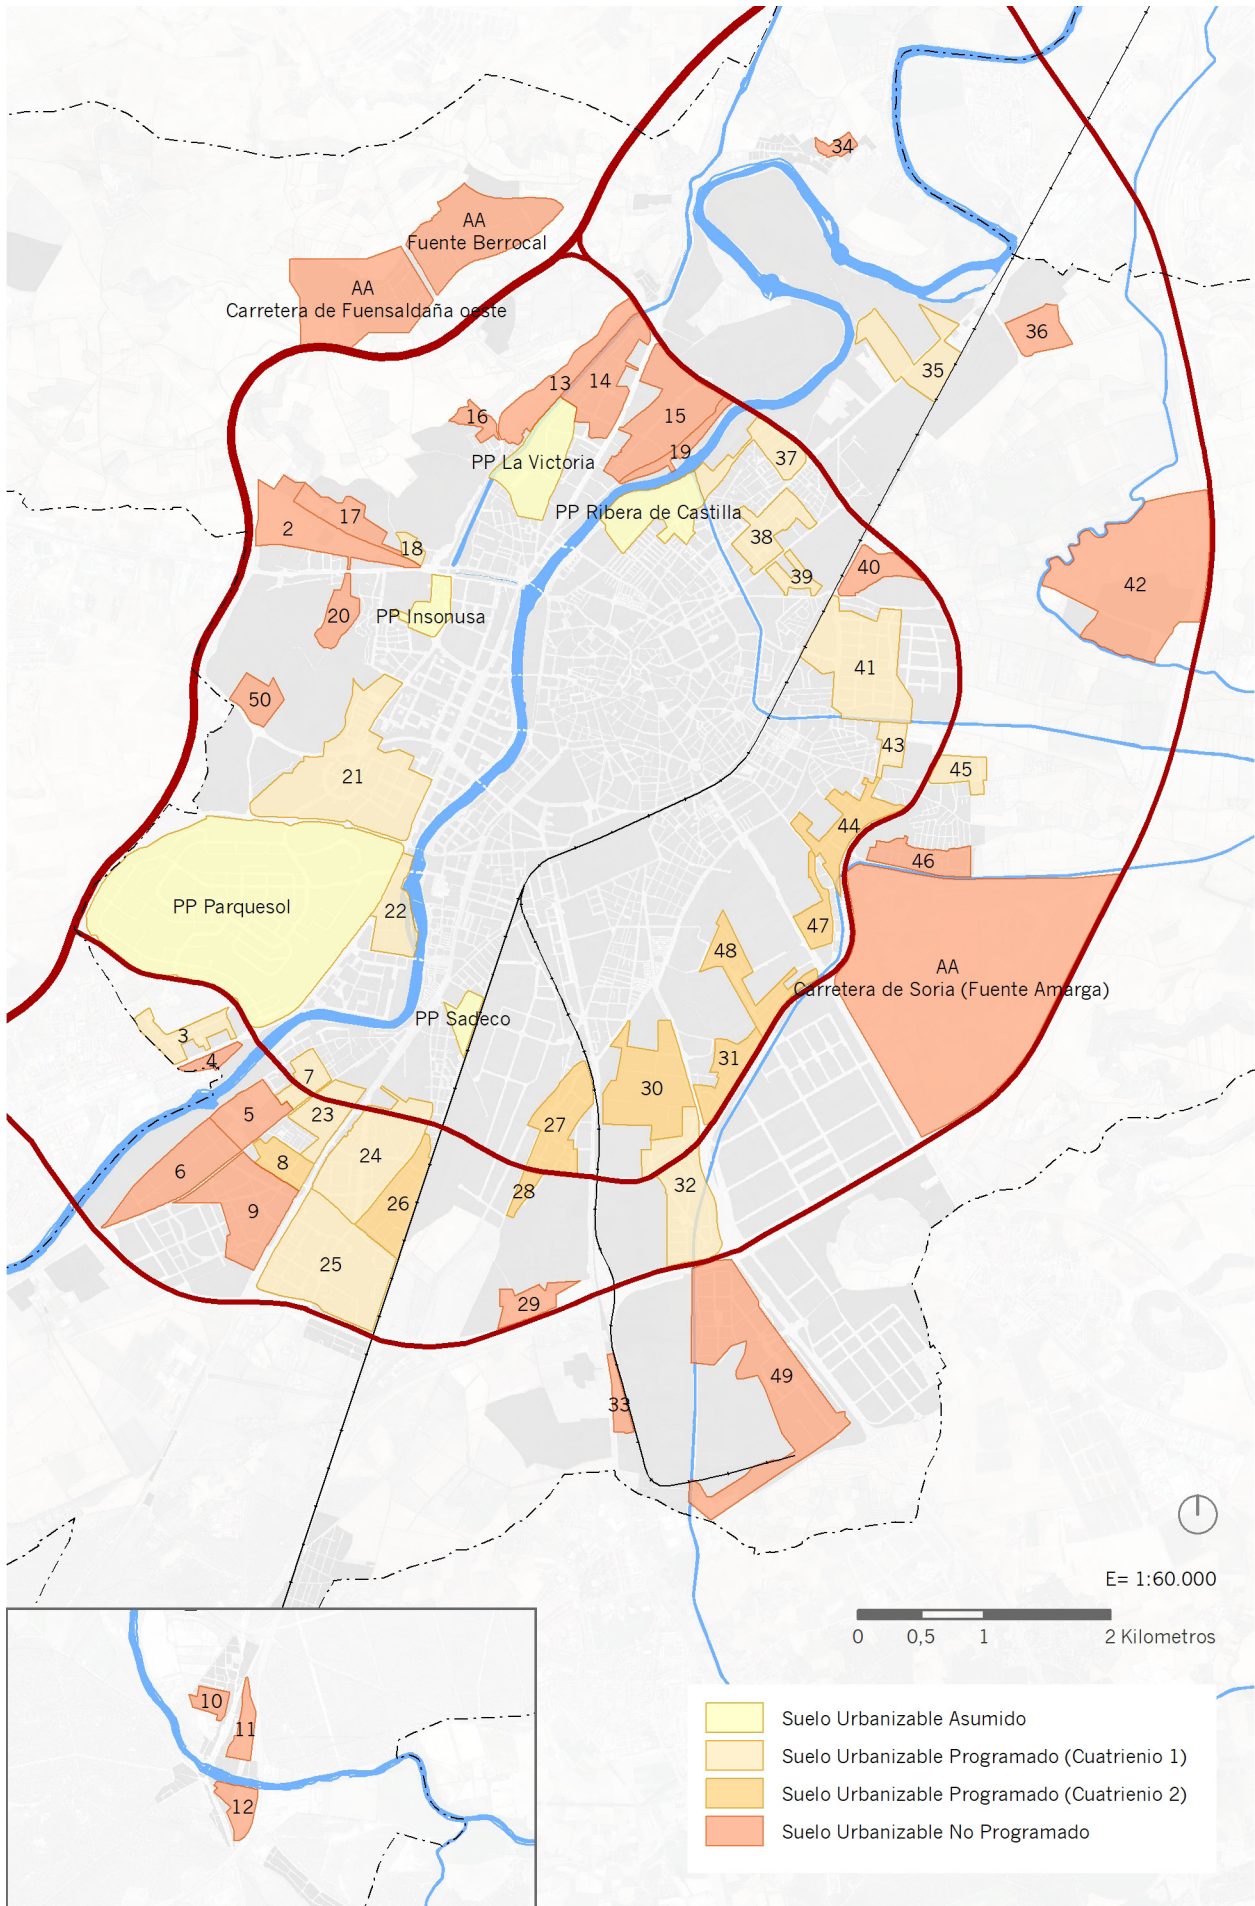 34
AA
Fuente Berrocal
AA
Carretera de Fuensaldaña oeste
36
35
13
14
15
16
19
37
PP La Victoria
PP Ribera de Castilla
2
17
18
38
39
40
42
20
PP Insonusa
41
50
43
45
21
44
46
PP Parquesol
22
47
48
AA
Carretera de Soria (Fuente Amarga)
PP Sadeco
3
4
7
31
30
5
23
27
24
8
6
28
26
32
9
25
29
49
33
E= 1:60.000
0 0,5 1 2 Kilometros
10
11
12
Suelo Urbanizable Asumido
Suelo Urbanizable Programado (Cuatrienio 1)
Suelo Urbanizable Programado (Cuatrienio 2)
Suelo Urbanizable No Programado